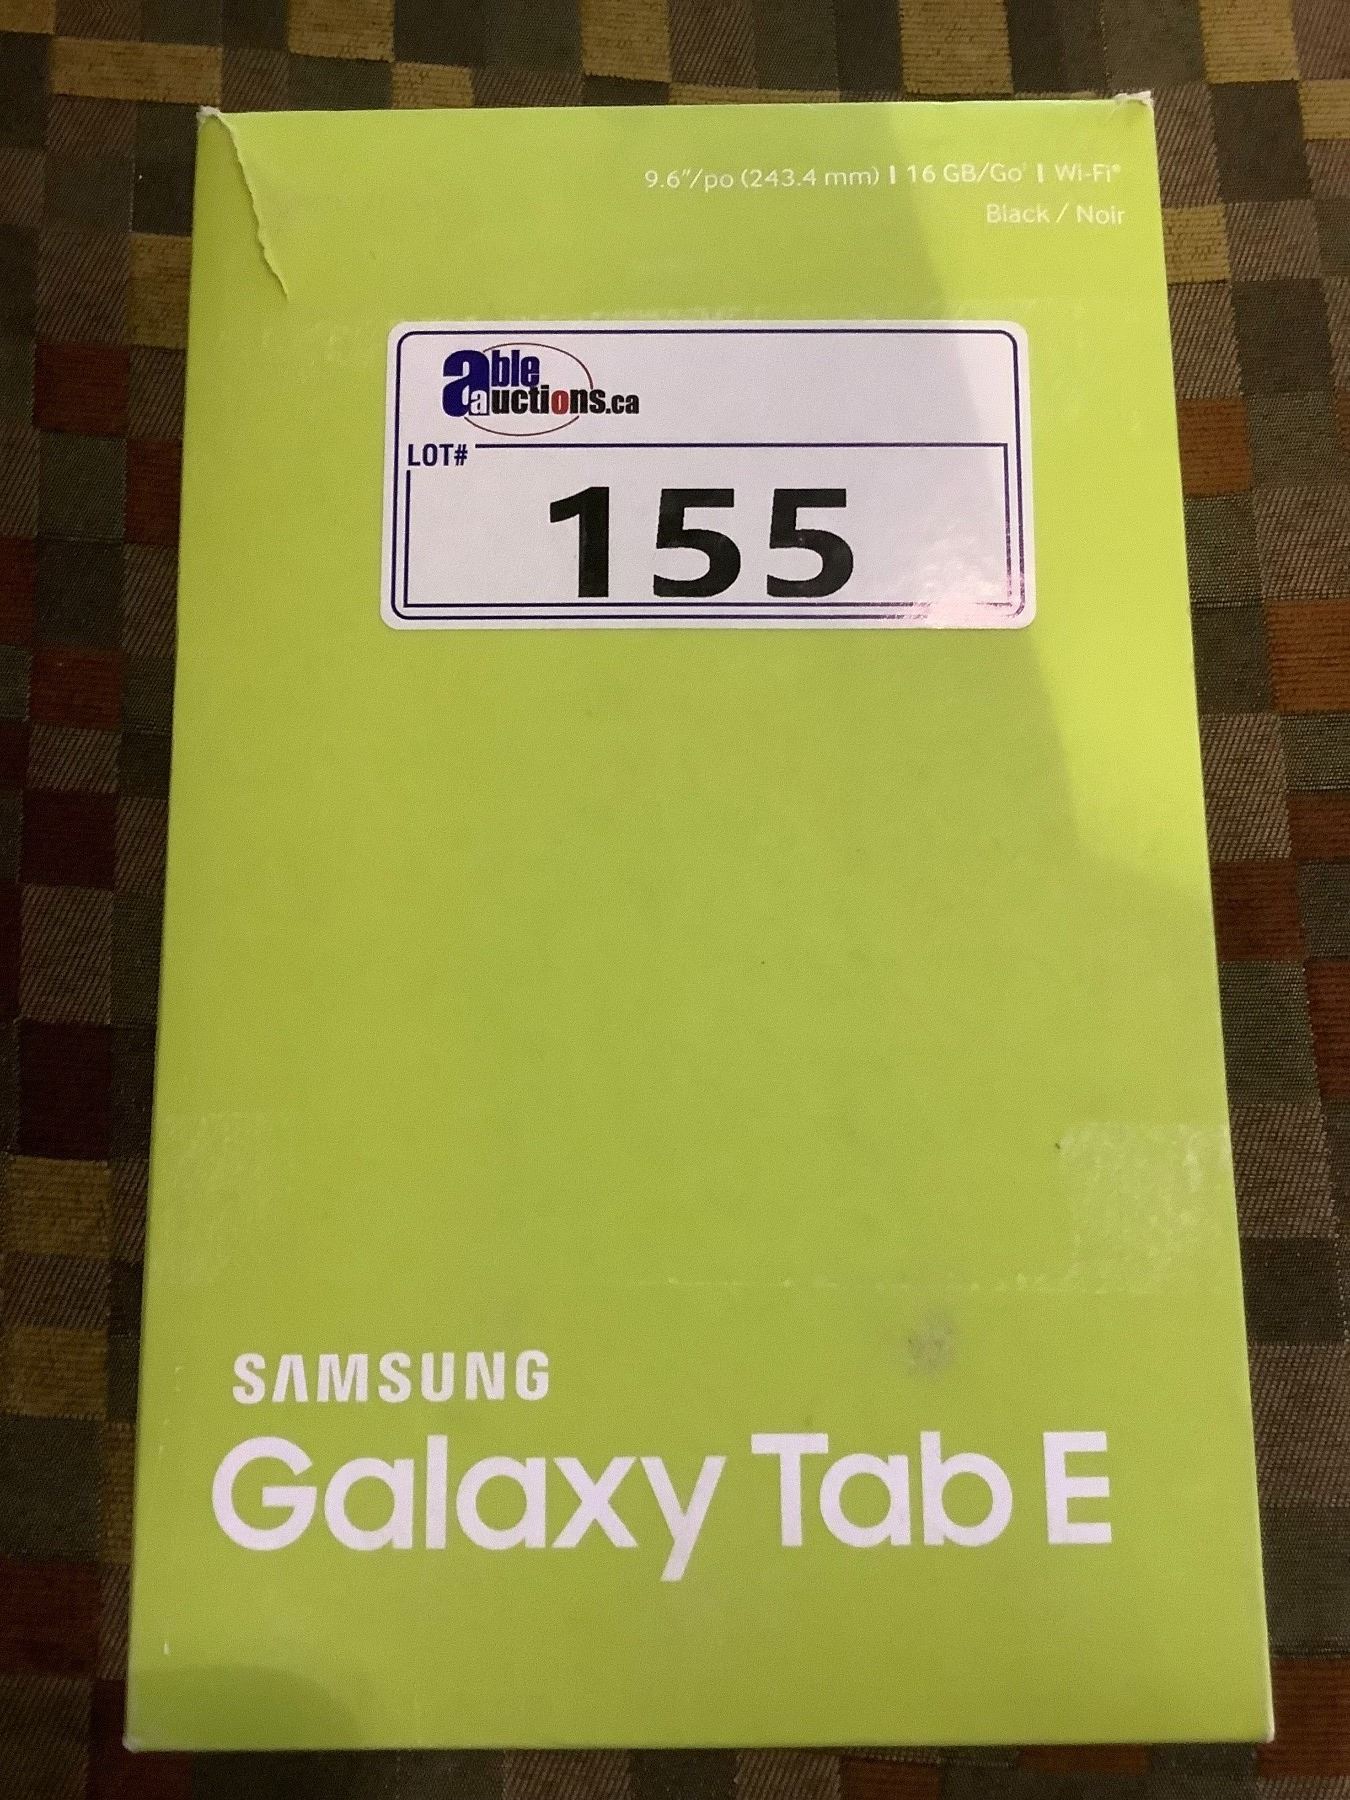 9.6"/po (243.4 mm) | 16 GB/Go¹ | Wi-Fi®
Black / Noir
able
auctions.ca
LOT#
155
SAMSUNG
Galaxy Tab E